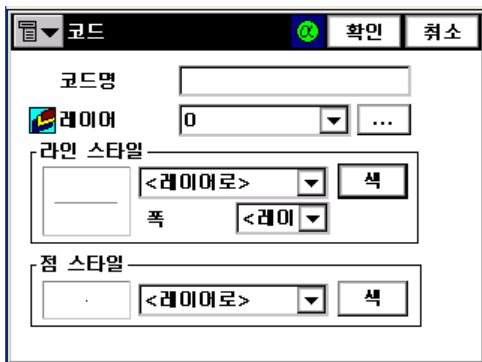 코드 α 확인 취소
코드명
레이어 0 ...
라인 스타일
<레이어로> 색
폭 <레이
점 스타일
<레이어로> 색